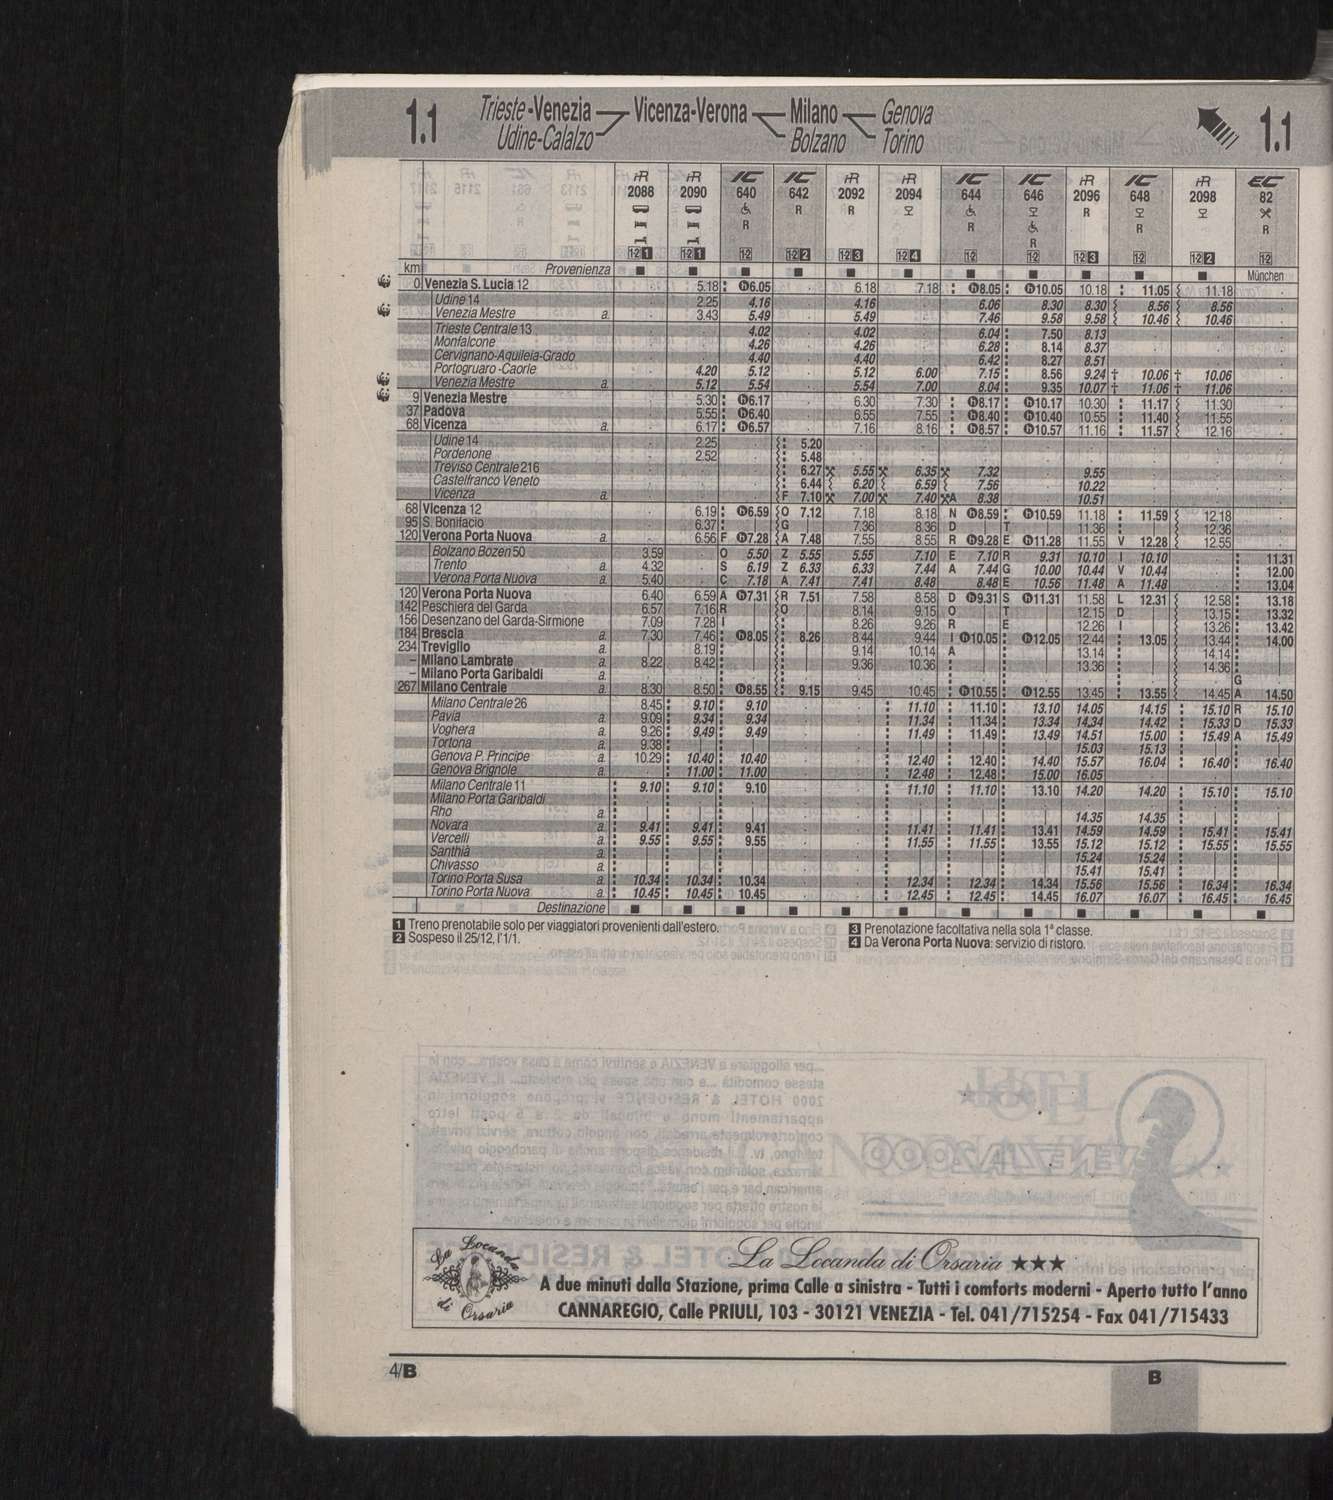 1.1 Trieste-Venezia Vicenza-Verona Milano Genova 1.1
Udine-Calalzo Bolzano Torino
iR iR IC IC iR iR IC IC iR IC iR EC
2088 2090 640 642 2092 2094 644 646 2096 648 2098 82
R R R R R R R R
12 1 12 1 12 12 2 12 3 12 4 12 12 12 3 12 12 2 12
km Provenienza ■ ■ ■ ■ ■ ■ ■ ■ ■ ■ ■ München
0 Venezia S. Lucia 12 5.18 6.05 6.18 7.18 8.05 10.05 10.18 11.05 11.18
Udine 14 2.25 4.16 4.16 6.06 8.30 8.30 8.56 8.56
Venezia Mestre a. 3.43 5.49 5.49 7.46 9.58 9.58 10.46 10.46
Trieste Centrale 13 4.02 4.02 6.04 7.50 8.13
Monfalcone 4.26 4.26 6.28 8.14 8.37
Cervignano-Aquileia-Grado 4.40 4.40 6.42 8.27 8.51
Portogruaro-Caorle 4.20 5.12 5.12 6.00 7.15 8.56 9.24 † 10.06 † 10.06
Venezia Mestre a. 5.12 5.54 5.54 7.00 8.04 9.35 10.07 † 11.06 † 11.06
9 Venezia Mestre 5.30 6.17 6.30 7.30 8.17 10.17 10.30 11.17 11.30
37 Padova 5.55 6.40 6.55 7.55 8.40 10.40 10.55 11.40 11.55
68 Vicenza a. 6.17 6.57 7.16 8.16 8.57 10.57 11.16 11.57 12.16
Udine 14 2.25 5.20
Pordenone 2.52 5.48
Treviso Centrale 216 6.27 5.55 6.35 7.32 9.55
Castelfranco Veneto 6.44 6.20 6.59 7.56 10.22
Vicenza a. F 7.10 7.00 7.40 A 8.38 10.51
68 Vicenza 12 6.19 6.59 O 7.12 7.18 8.18 N 8.59 10.59 11.18 11.59 12.18
95 S. Bonifacio 6.37 G 7.36 8.36 D T 11.36 12.36
120 Verona Porta Nuova a. 6.56 F 7.28 A 7.48 7.55 8.55 R 9.28 E 11.28 11.55 V 12.28 12.55
Bolzano Bozen 50 3.59 O 5.50 Z 5.55 5.55 7.10 E 7.10 R 9.31 10.10 I 10.10 11.31
Trento a. 4.32 S 6.19 Z 6.33 6.33 7.44 A 7.44 G 10.00 10.44 V 10.44 12.00
Verona Porta Nuova a. 5.40 C 7.18 A 7.41 7.41 8.48 8.48 E 10.56 11.48 A 11.48 13.04
120 Verona Porta Nuova 6.40 6.59 A 7.31 R 7.51 7.58 8.58 D 9.31 S 11.31 11.58 L 12.31 12.58 13.18
142 Peschiera del Garda 6.57 7.16 R O 8.14 9.15 O T 12.15 D 13.15 13.32
156 Desenzano del Garda-Sirmione 7.09 7.28 I 8.26 9.26 R E 12.26 I 13.26 13.42
184 Brescia a. 7.30 7.46 8.05 8.26 8.44 9.44 I 10.05 12.05 12.44 13.05 13.44 14.00
234 Treviglio a. 8.19 9.14 10.14 A 13.14 14.14
– Milano Lambrate a. 8.22 8.42 9.36 10.36 13.36 14.36
– Milano Porta Garibaldi a. G
267 Milano Centrale a. 8.30 8.50 8.55 9.15 9.45 10.45 10.55 12.55 13.45 13.55 14.45 A 14.50
Milano Centrale 26 8.45 9.10 9.10 11.10 11.10 13.10 14.05 14.15 15.10 R 15.10
Pavia a. 9.09 9.34 9.34 11.34 11.34 13.34 14.34 14.42 15.33 D 15.33
Voghera a. 9.26 9.49 9.49 11.49 11.49 13.49 14.51 15.00 15.49 A 15.49
Tortona a. 9.38 15.03 15.13
Genova P. Principe a. 10.29 10.40 10.40 12.40 12.40 14.40 15.57 16.04 16.40 16.40
Genova Brignole a. 11.00 11.00 12.48 12.48 15.00 16.05
Milano Centrale 11 9.10 9.10 9.10 11.10 11.10 13.10 14.20 14.20 15.10 15.10
Milano Porta Garibaldi
Rho a. 14.35 14.35
Novara a. 9.41 9.41 9.41 11.41 11.41 13.41 14.59 14.59 15.41 15.41
Vercelli a. 9.55 9.55 9.55 11.55 11.55 13.55 15.12 15.12 15.55 15.55
Santhià a. 15.24 15.24
Chivasso a. 15.41 15.41
Torino Porta Susa a. 10.34 10.34 10.34 12.34 12.34 14.34 15.56 15.56 16.34 16.34
Torino Porta Nuova a. 10.45 10.45 10.45 12.45 12.45 14.45 16.07 16.07 16.45 16.45
Destinazione ■ ■ ■ ■ ■ ■ ■ ■ ■ ■ ■ ■
1 Treno prenotabile solo per viaggiatori provenienti dall'estero.
2 Sospeso il 25/12, l'1/1.
3 Prenotazione facoltativa nella sola 1ª classe.
4 Da Verona Porta Nuova: servizio di ristoro.
La Locanda di Orsaria
La Locanda di Orsaria ★★★
A due minuti dalla Stazione, prima Calle a sinistra - Tutti i comforts moderni - Aperto tutto l'anno
CANNAREGIO, Calle PRIULI, 103 - 30121 VENEZIA - Tel. 041/715254 - Fax 041/715433
4/B
B